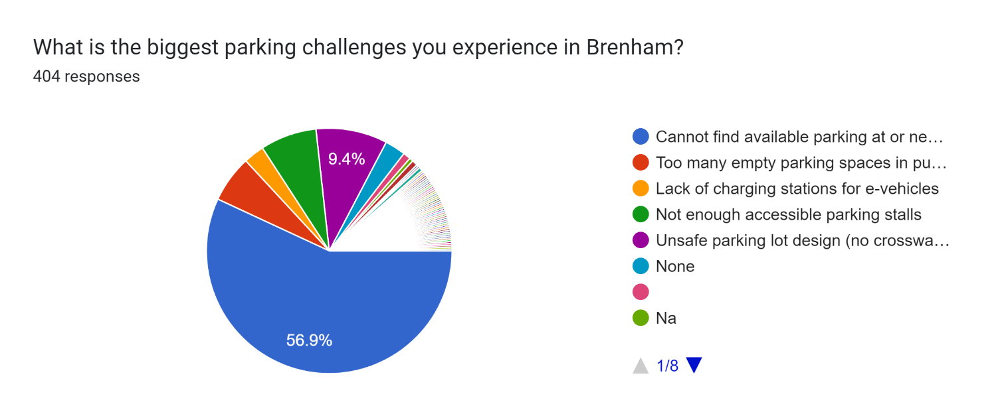 What is the biggest parking challenges you experience in Brenham?
404 responses
9.4%
56.9%
Cannot find available parking at or ne…
Too many empty parking spaces in pu…
Lack of charging stations for e-vehicles
Not enough accessible parking stalls
Unsafe parking lot design (no crosswa…
None
Na
1/8